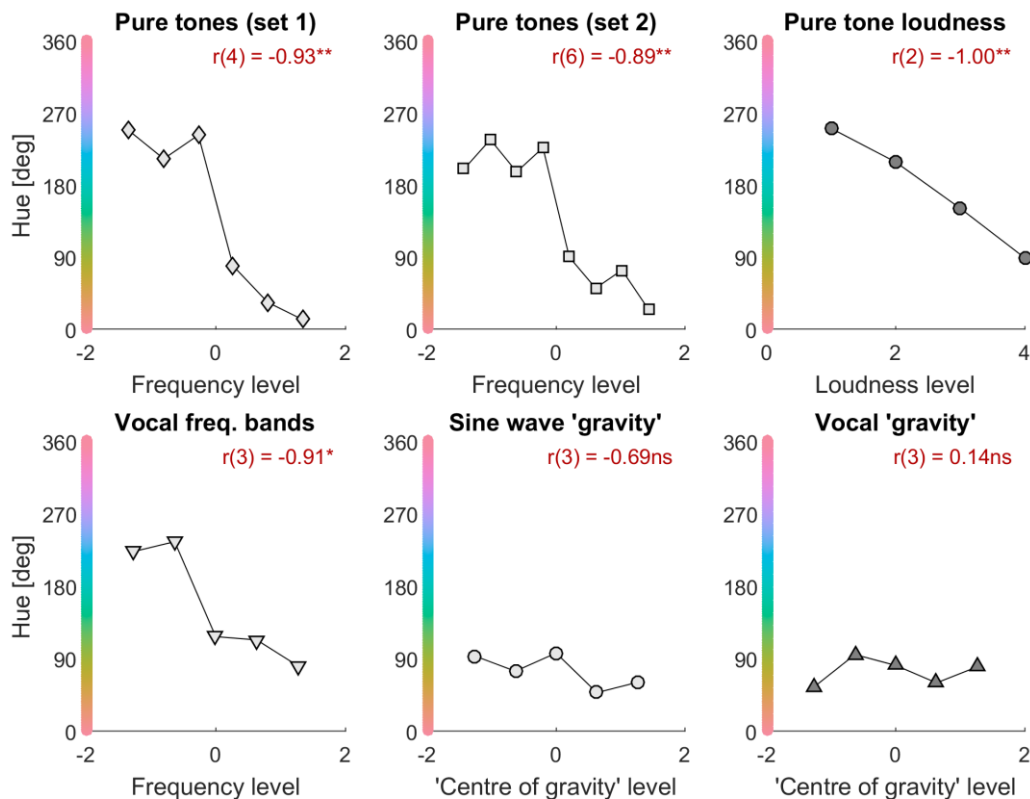 Pure tones (set 1)
r(4) = -0.93**
360
270
180
90
0
Hue [deg]
-2 0 2
Frequency level
Pure tones (set 2)
r(6) = -0.89**
360
270
180
90
0
-2 0 2
Frequency level
Pure tone loudness
r(2) = -1.00**
360
270
180
90
0
0 2 4
Loudness level
Vocal freq. bands
r(3) = -0.91*
360
270
180
90
0
Hue [deg]
-2 0 2
Frequency level
Sine wave 'gravity'
r(3) = -0.69ns
360
270
180
90
0
-2 0 2
'Centre of gravity' level
Vocal 'gravity'
r(3) = 0.14ns
360
270
180
90
0
-2 0 2
'Centre of gravity' level